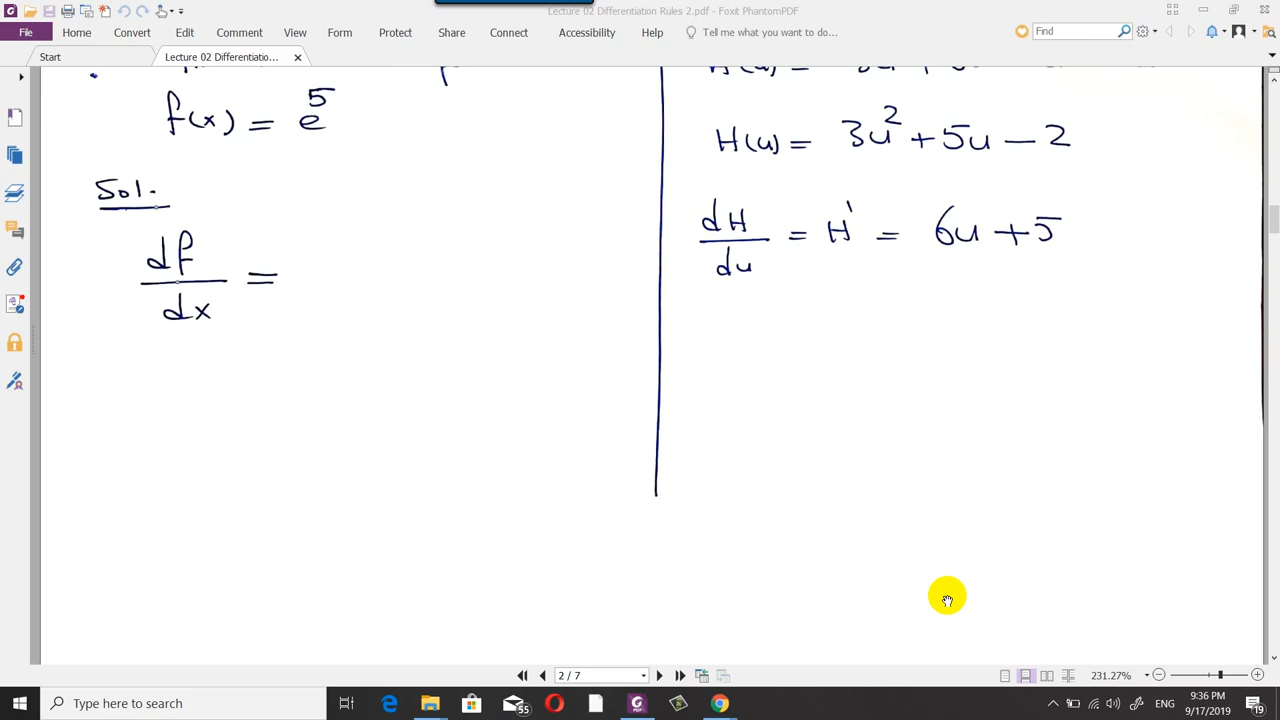 Lecture 02 Differentiation Rules 2.pdf - Foxit PhantomPDF
File Home Convert Edit Comment View Form Protect Share Connect Accessibility Help Tell me what you want to do... Find
Start Lecture 02 Differentiatio...
f(x) = e^5
Sol.
df/dx =
H(u) = 3u² + 5u - 2
dH/du = H' = 6u + 5
2 / 7 231.27%
Type here to search 55 ENG 9:36 PM 9/17/2019 19